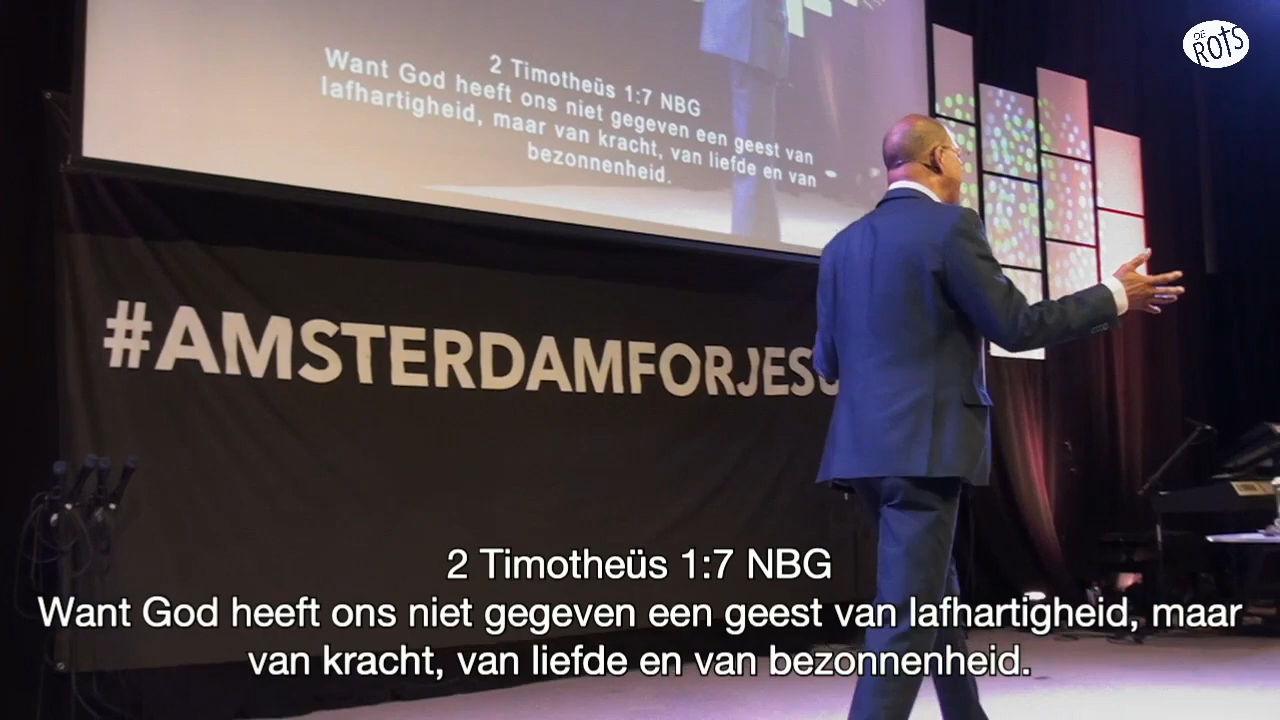 DE
ROTS
2 Timotheüs 1:7 NBG
Want God heeft ons niet gegeven een geest van
lafhartigheid, maar van kracht, van liefde en van
bezonnenheid.
#AMSTERDAMFORJESU
2 Timotheüs 1:7 NBG
Want God heeft ons niet gegeven een geest van lafhartigheid, maar
van kracht, van liefde en van bezonnenheid.